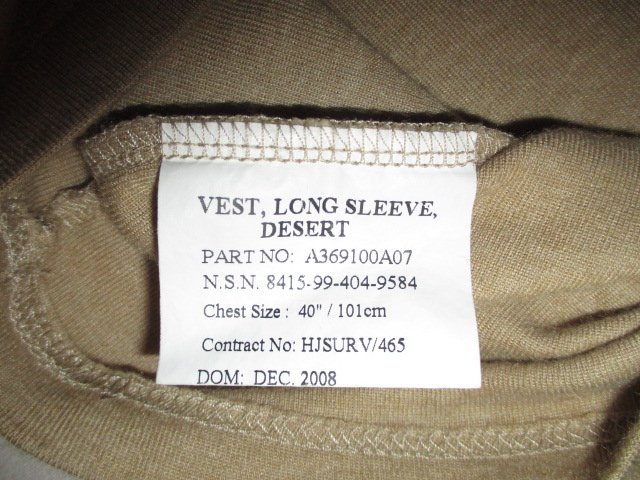 VEST, LONG SLEEVE,
DESERT
PART NO: A369100A07
N.S.N. 8415-99-404-9584
Chest Size : 40" / 101cm
Contract No: HJSURV/465
DOM: DEC. 2008